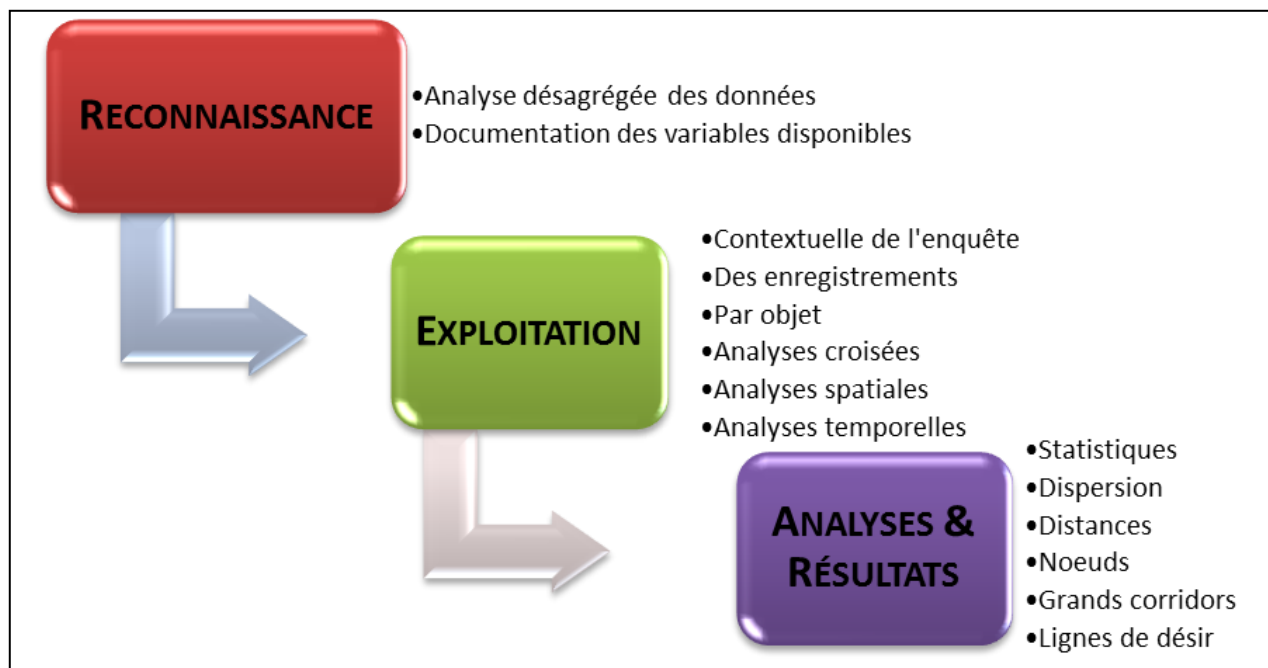 RECONNAISSANCE
•Analyse désagrégée des données
•Documentation des variables disponibles
EXPLOITATION
•Contextuelle de l'enquête
•Des enregistrements
•Par objet
•Analyses croisées
•Analyses spatiales
•Analyses temporelles
ANALYSES &
RÉSULTATS
•Statistiques
•Dispersion
•Distances
•Noeuds
•Grands corridors
•Lignes de désir